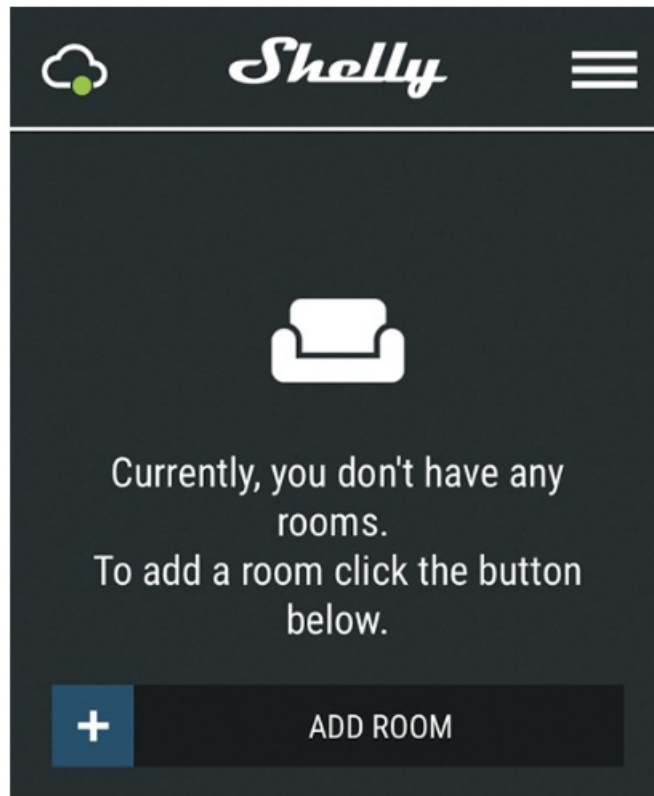 Shelly
Currently, you don't have any
rooms.
To add a room click the button
below.
+ ADD ROOM